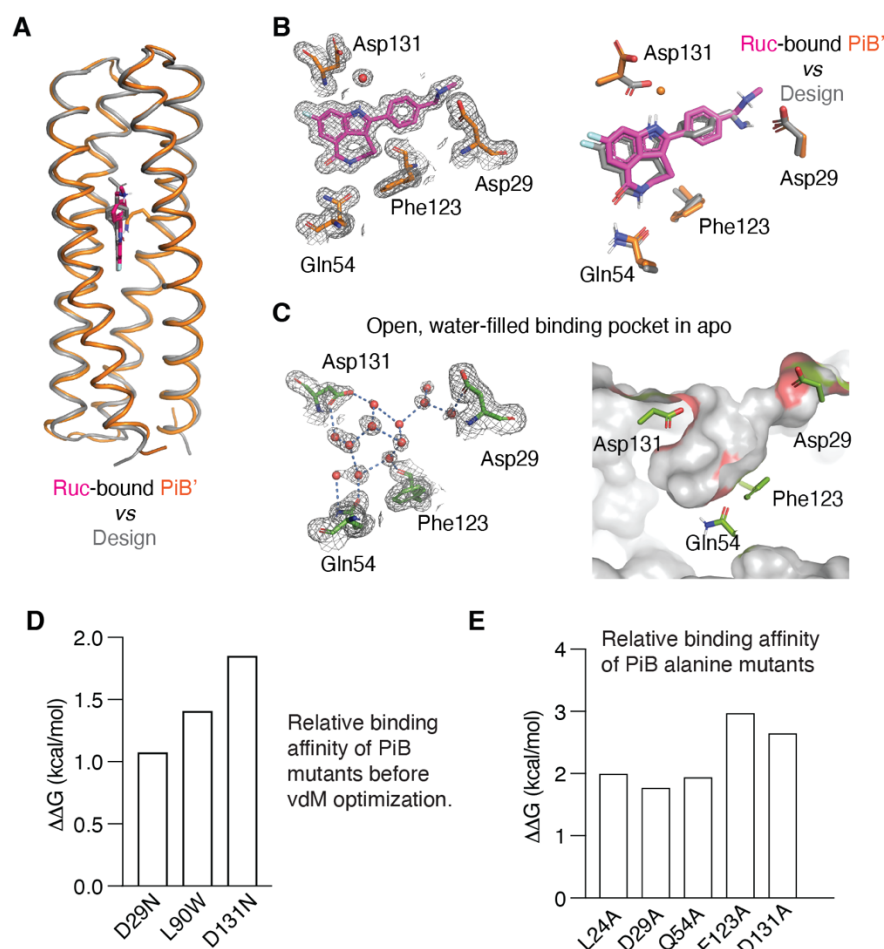 A
Ruc-bound PiB'
vs
Design
B
Asp131
Asp29
Phe123
Gln54
Asp131
Ruc-bound PiB'
vs
Design
Asp29
Phe123
Gln54
C
Open, water-filled binding pocket in apo
Asp131
Asp29
Phe123
Gln54
Asp131
Asp29
Phe123
Gln54
D
ΔΔG (kcal/mol)
2.0
1.5
1.0
0.5
0.0
D29N
L90W
D131N
Relative binding
affinity of PiB
mutants before
vdM optimization.
E
Relative binding affinity
of PiB alanine mutants
ΔΔG (kcal/mol)
4
3
2
1
0
L24A
D29A
Q54A
F123A
D131A